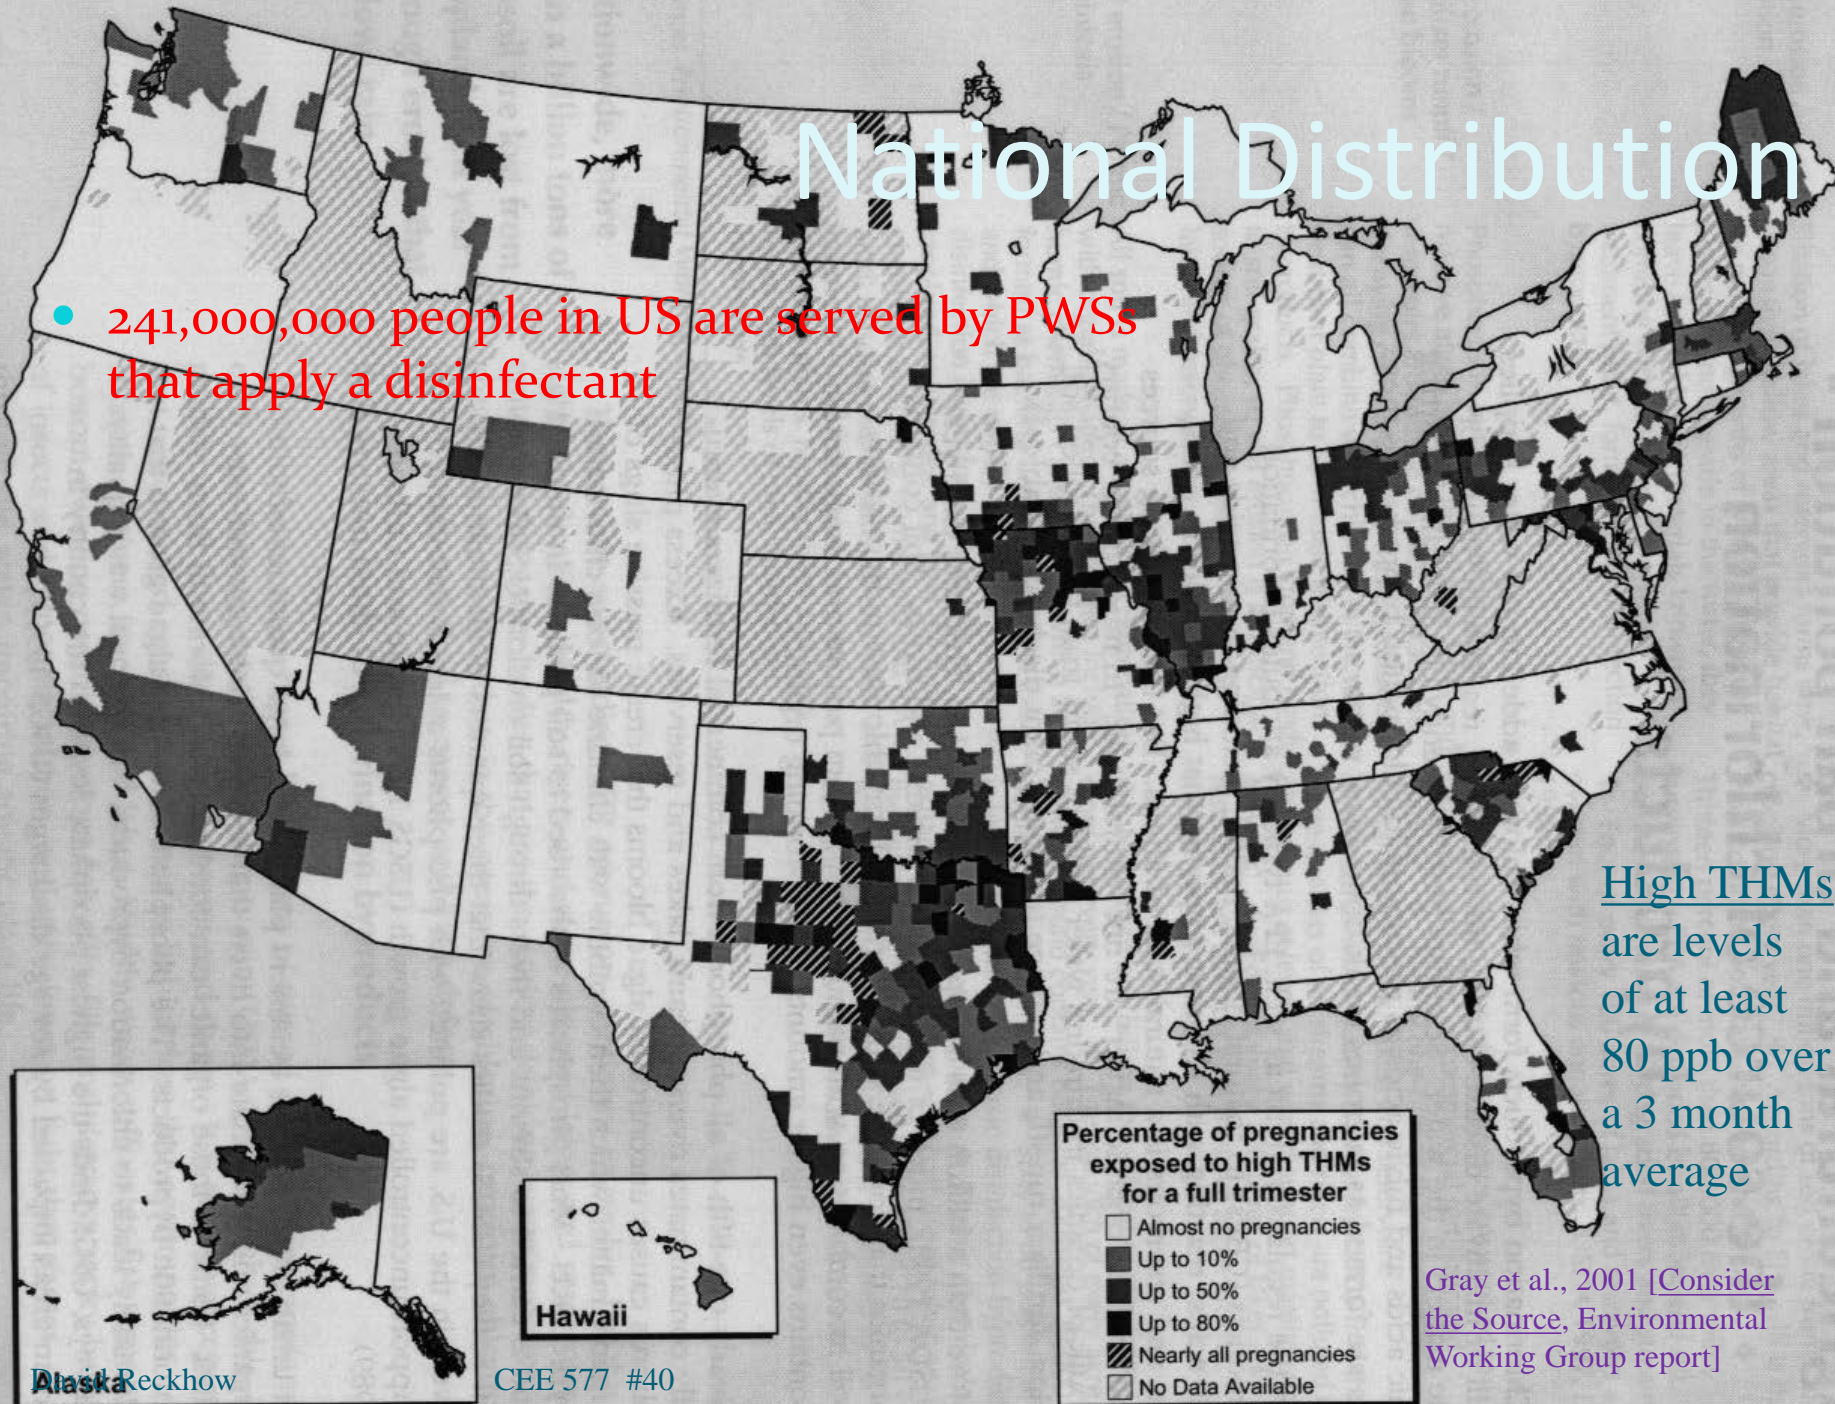 National Distribution
• 241,000,000 people in US are served by PWSs
that apply a disinfectant
High THMs
are levels
of at least
80 ppb over
a 3 month
average
Percentage of pregnancies
exposed to high THMs
for a full trimester
Almost no pregnancies
Up to 10%
Up to 50%
Up to 80%
Nearly all pregnancies
No Data Available
Hawaii
Alaska
Gray et al., 2001 [Consider
the Source, Environmental
Working Group report]
David Reckhow
CEE 577 #40